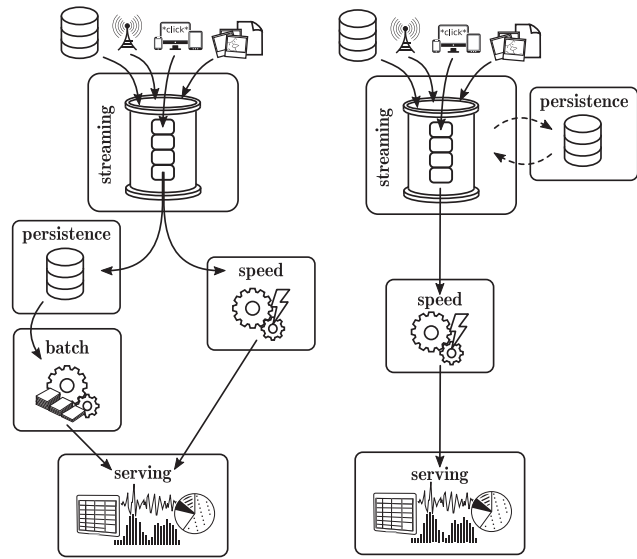 *click*
streaming
persistence
speed
batch
serving
*click*
streaming
persistence
speed
serving